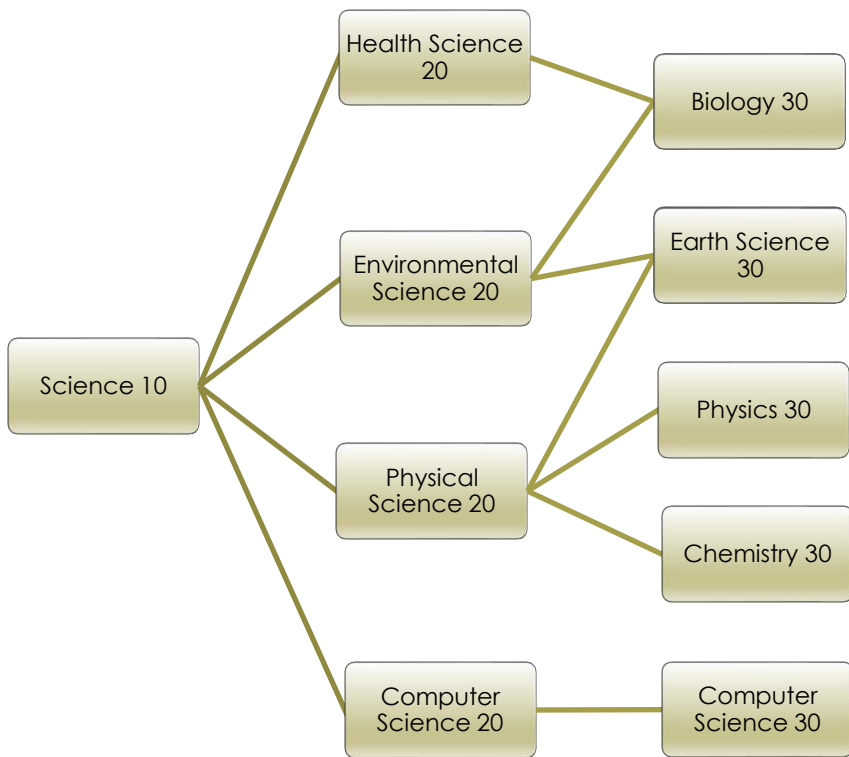 Health Science
20
Biology 30
Environmental
Science 20
Earth Science
30
Science 10
Physics 30
Physical
Science 20
Chemistry 30
Computer
Science 20
Computer
Science 30